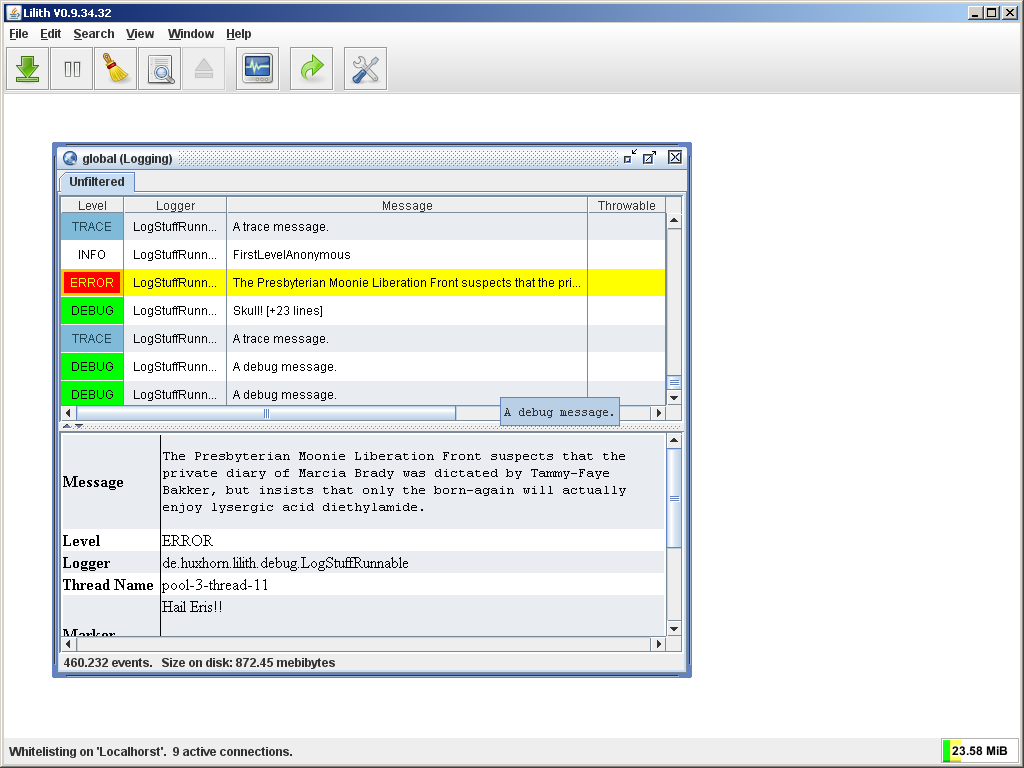 Lilith V0.9.34.32
File Edit Search View Window Help
global (Logging)
Unfiltered
Level Logger Message Throwable
TRACE LogStuffRunn... A trace message.
INFO LogStuffRunn... FirstLevelAnonymous
ERROR LogStuffRunn... The Presbyterian Moonie Liberation Front suspects that the pri...
DEBUG LogStuffRunn... Skull! [+23 lines]
TRACE LogStuffRunn... A trace message.
DEBUG LogStuffRunn... A debug message.
DEBUG LogStuffRunn... A debug message.
A debug message.
Message
The Presbyterian Moonie Liberation Front suspects that the
private diary of Marcia Brady was dictated by Tammy-Faye
Bakker, but insists that only the born-again will actually
enjoy lysergic acid diethylamide.
Level ERROR
Logger de.huxhorn.lilith.debug.LogStuffRunnable
Thread Name pool-3-thread-11
Hail Eris!!
Marker
460.232 events. Size on disk: 872.45 mebibytes
Whitelisting on 'Localhorst'. 9 active connections.
23.58 MiB